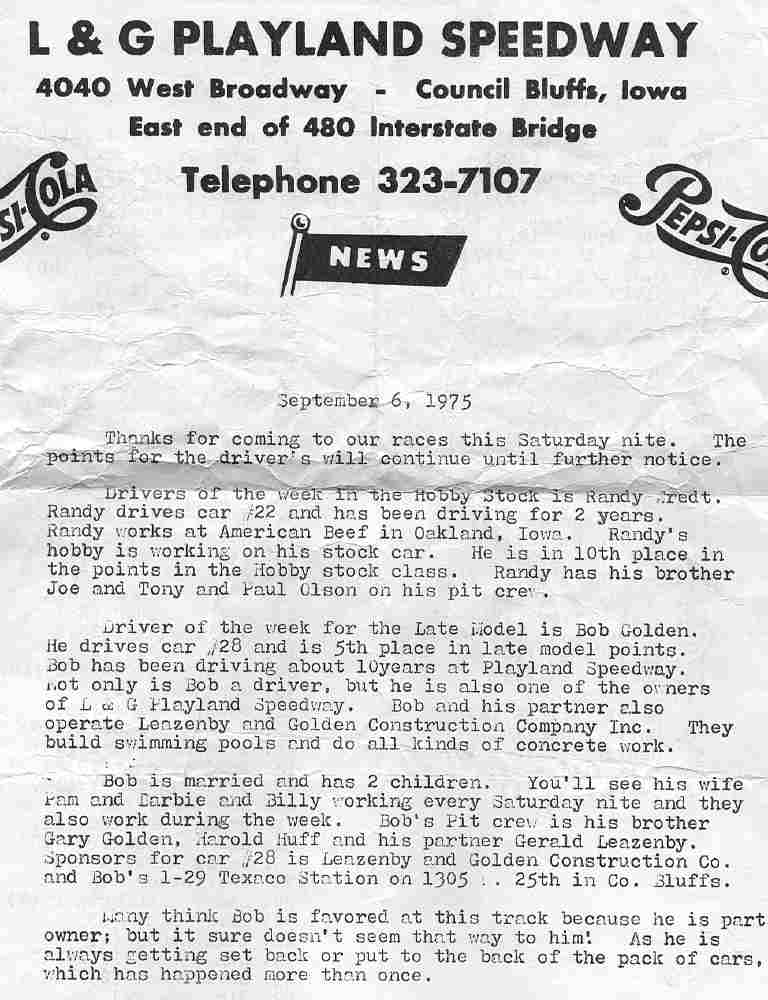 L & G PLAYLAND SPEEDWAY
4040 West Broadway - Council Bluffs, Iowa
East end of 480 Interstate Bridge
Telephone 323-7107
SI-COLA
PEPSI-CO
NEWS
September 6, 1975
Thanks for coming to our races this Saturday nite. The
points for the driver's will continue until further notice.
Drivers of the week in the Hobby Stock is Randy
Randy drives car #22 and has been driving for 2 years.
Randy works at American Beef in Oakland, Iowa. Randy's
hobby is working on his stock car. He is in 10th place in
the points in the Hobby stock class. Randy has his brother
Joe and Tony and Paul Olson on his pit crew.
Driver of the week for the Late Model is Bob Golden.
He drives car #28 and is 5th place in late model points.
Bob has been driving about 10years at Playland Speedway.
Not only is Bob a driver, but he is also one of the owners
of L & G Playland Speedway. Bob and his partner also
operate Leazenby and Golden Construction Company Inc. They
build swimming pools and do all kinds of concrete work.
Bob is married and has 2 children. You'll see his wife
Pam and Barbie and Billy working every Saturday nite and they
also work during the week. Bob's Pit crew is his brother
Gary Golden, Harold Huff and his partner Gerald Leazenby.
Sponsors for car #28 is Leazenby and Golden Construction Co.
and Bob's 1-29 Texaco Station on 1305 25th in Co. Bluffs.
Many think Bob is favored at this track because he is part
owner; but it sure doesn't seem that way to him! As he is
always getting set back or put to the back of the pack of cars,
which has happened more than once.